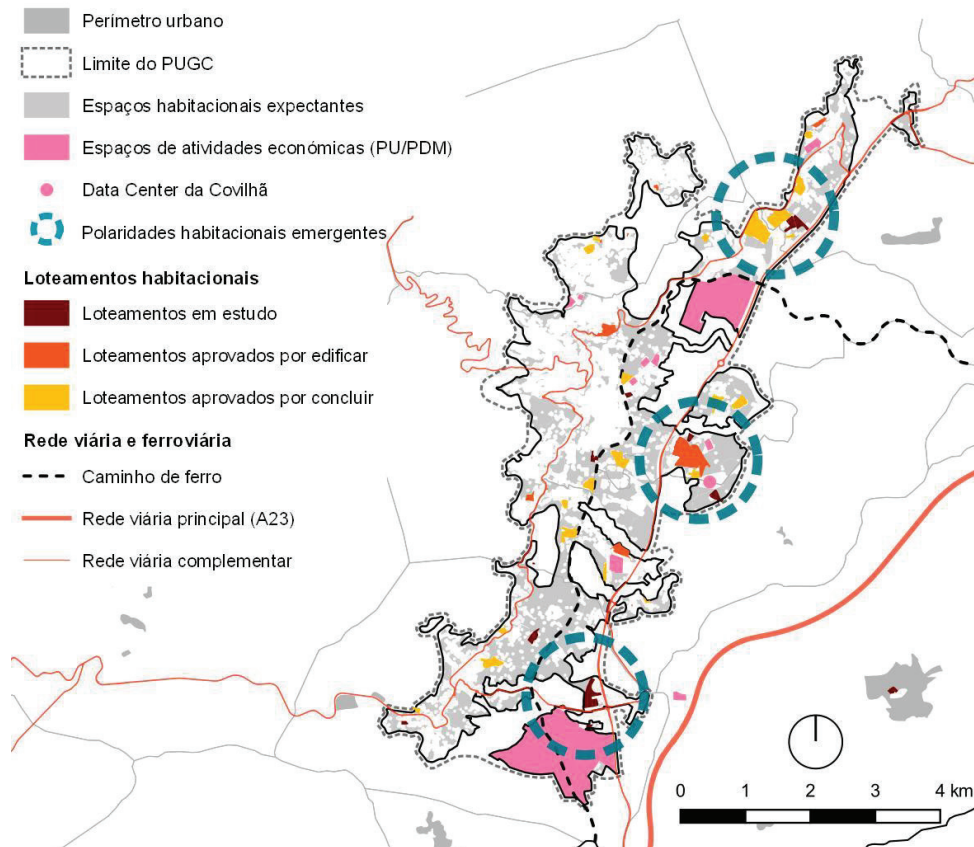 Perímetro urbano
Limite do PUGC
Espaços habitacionais expectantes
Espaços de atividades económicas (PU/PDM)
Data Center da Covilhã
Polaridades habitacionais emergentes
Loteamentos habitacionais
Loteamentos em estudo
Loteamentos aprovados por edificar
Loteamentos aprovados por concluir
Rede viária e ferroviária
Caminho de ferro
Rede viária principal (A23)
Rede viária complementar
0 1 2 3 4 km